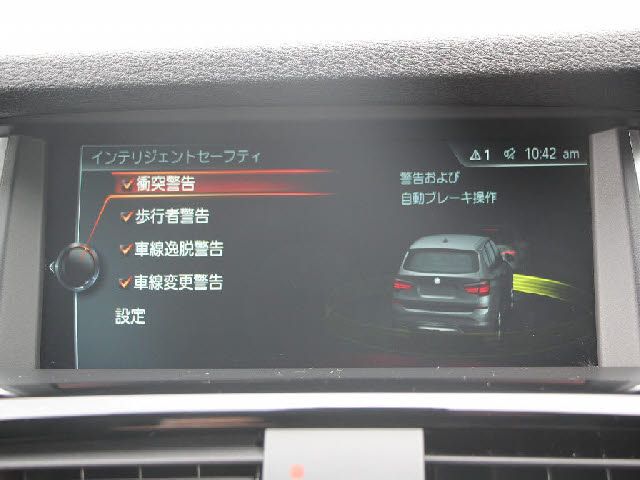 インテリジェントセーフティ
1 10:42 am
衝突警告
歩行者警告
車線逸脱警告
車線変更警告
設定
警告および
自動ブレーキ操作